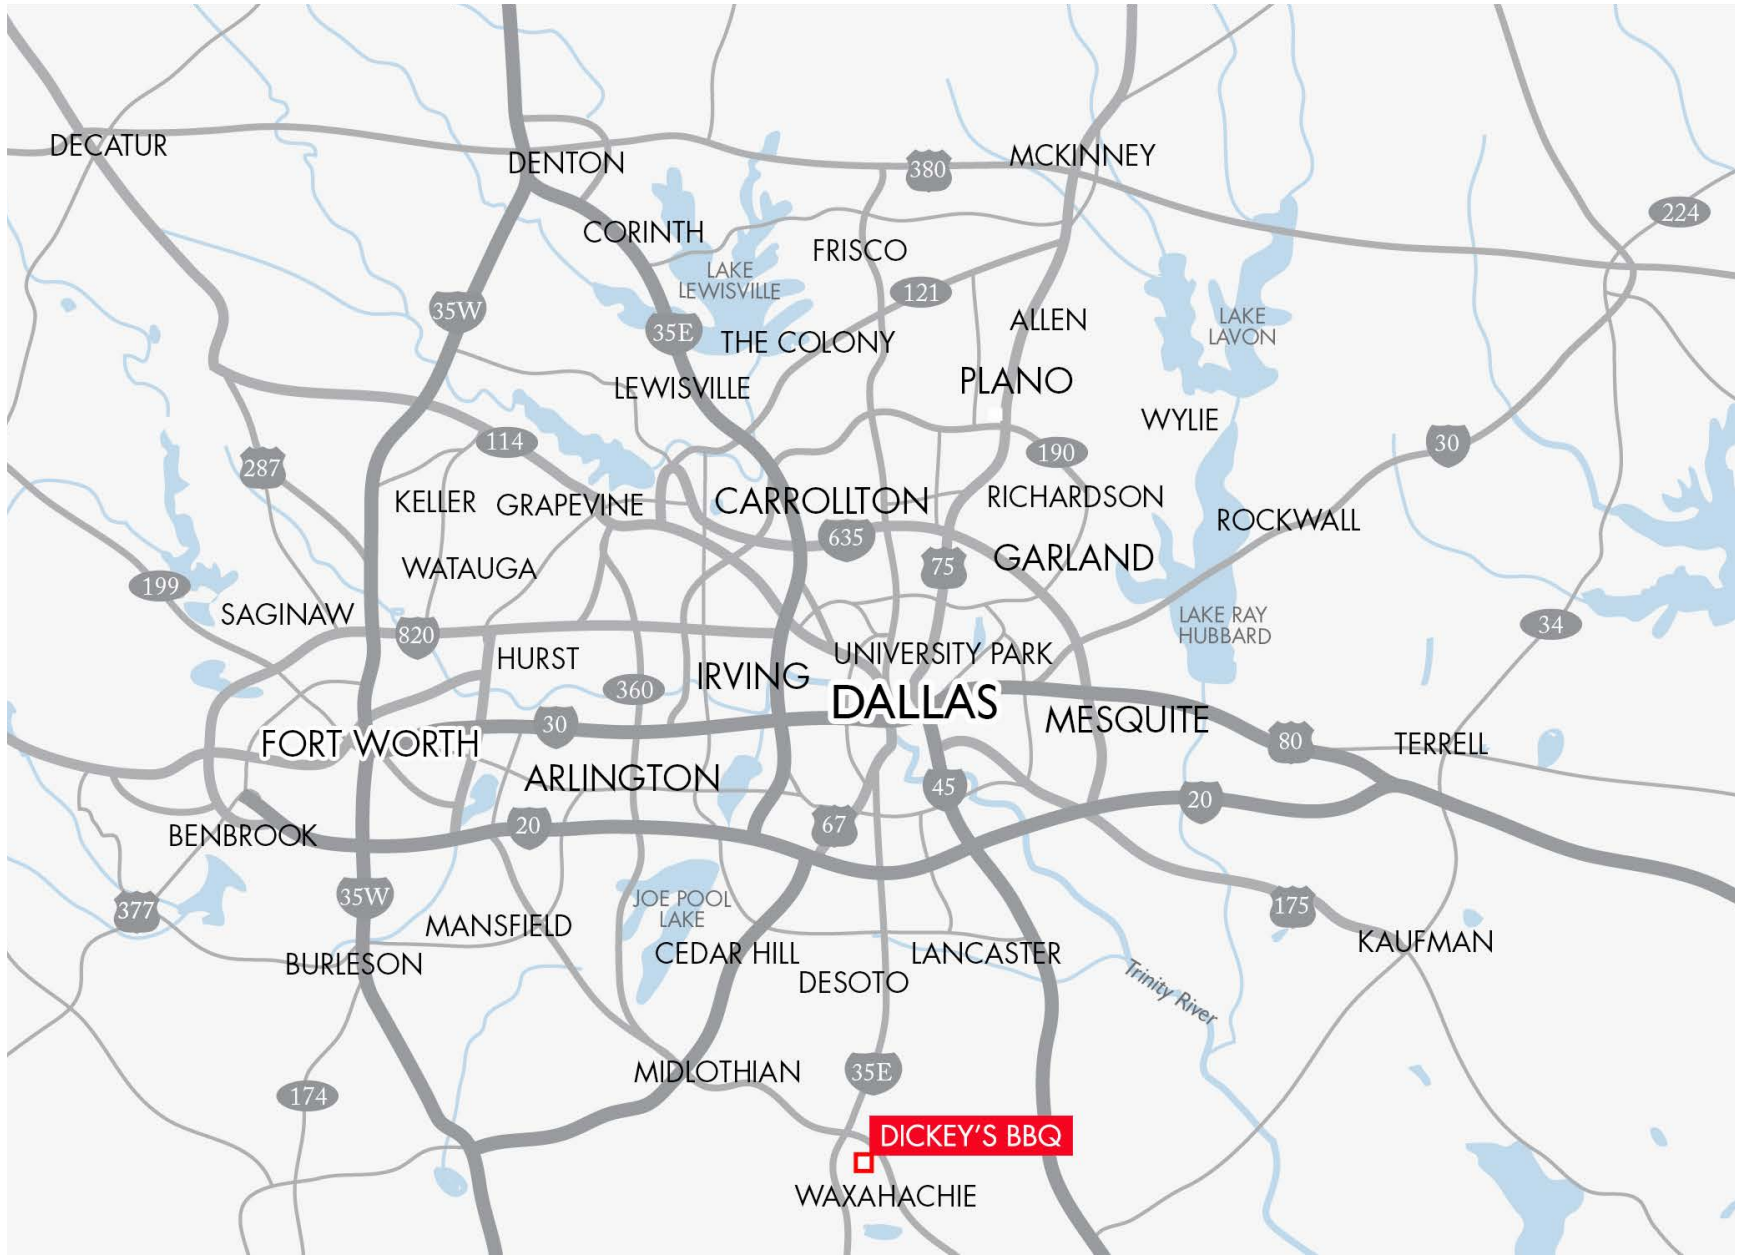 DECATUR
DENTON
380
MCKINNEY
224
CORINTH
FRISCO
LAKE
LEWISVILLE
121
35W
35E
THE COLONY
ALLEN
LAKE
LAVON
LEWISVILLE
PLANO
WYLIE
114
190
30
287
KELLER
GRAPEVINE
CARROLLTON
RICHARDSON
ROCKWALL
635
75
GARLAND
WATAUGA
199
SAGINAW
820
LAKE RAY
HUBBARD
34
HURST
UNIVERSITY PARK
IRVING
360
DALLAS
MESQUITE
30
FORT WORTH
80
TERRELL
ARLINGTON
45
20
20
67
BENBROOK
35W
377
JOE POOL
LAKE
175
MANSFIELD
KAUFMAN
CEDAR HILL
LANCASTER
BURLESON
DESOTO
Trinity River
MIDLOTHIAN
35E
174
DICKEY'S BBQ
WAXAHACHIE